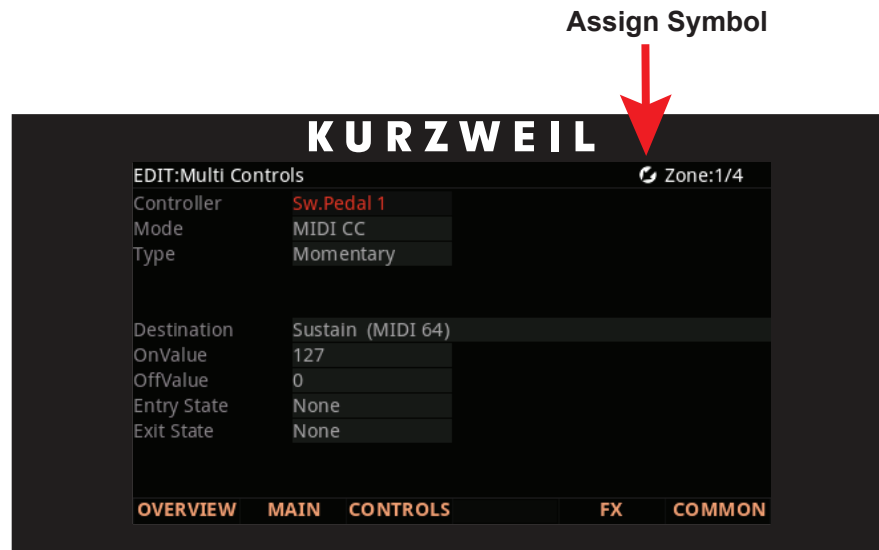 Assign Symbol
KURZWEIL
EDIT:Multi Controls Zone:1/4
Controller Sw.Pedal 1
Mode MIDI CC
Type Momentary
Destination Sustain (MIDI 64)
OnValue 127
OffValue 0
Entry State None
Exit State None
OVERVIEW MAIN CONTROLS FX COMMON